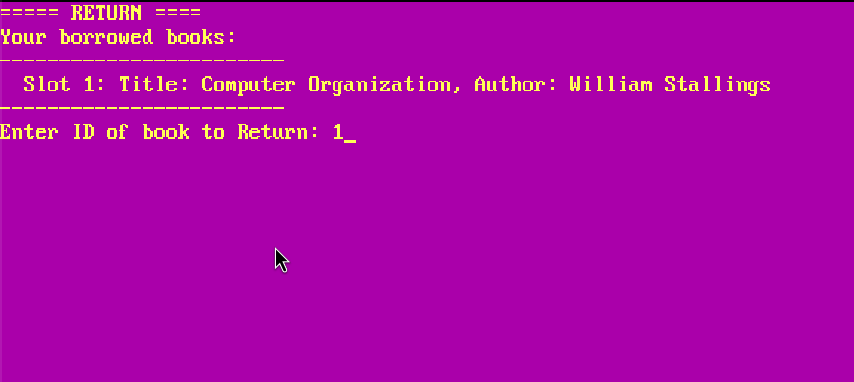 ===== RETURN ====
Your borrowed books:
------------------------
Slot 1: Title: Computer Organization, Author: William Stallings
------------------------
Enter ID of book to Return: 1_